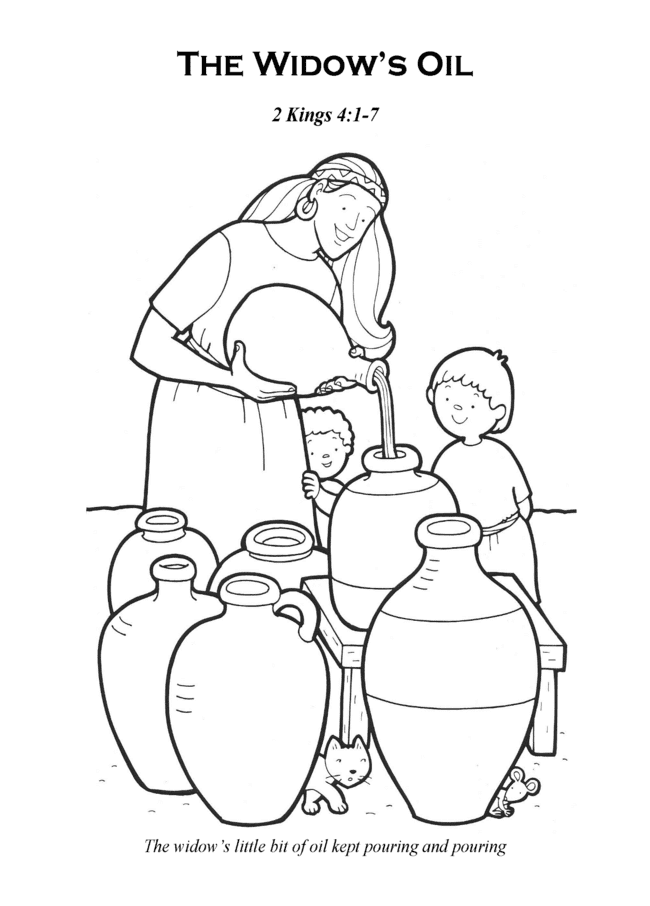 The Widow's Oil
2 Kings 4:1-7
The widow's little bit of oil kept pouring and pouring